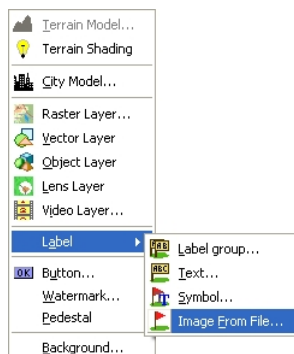 Terrain Model...
Terrain Shading
City Model...
Raster Layer...
Vector Layer
Object Layer
Lens Layer
Video Layer...
Label
Label group...
Text...
Symbol...
Image From File...
OK Button...
Watermark...
Pedestal
Background...